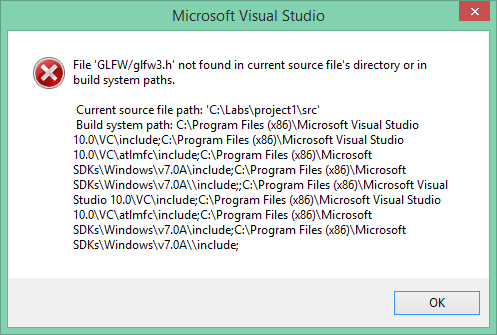 Microsoft Visual Studio
File 'GLFW/glfw3.h' not found in current source file's directory or in
build system paths.
Current source file path: 'C:\Labs\project1\src'
Build system path: C:\Program Files (x86)\Microsoft Visual Studio
10.0\VC\include;C:\Program Files (x86)\Microsoft Visual Studio
10.0\VC\atlmfc\include;C:\Program Files (x86)\Microsoft
SDKs\Windows\v7.0A\include;C:\Program Files (x86)\Microsoft
SDKs\Windows\v7.0A\\include;;C:\Program Files (x86)\Microsoft Visual
Studio 10.0\VC\include;C:\Program Files (x86)\Microsoft Visual Studio
10.0\VC\atlmfc\include;C:\Program Files (x86)\Microsoft
SDKs\Windows\v7.0A\include;C:\Program Files (x86)\Microsoft
SDKs\Windows\v7.0A\\include;
OK